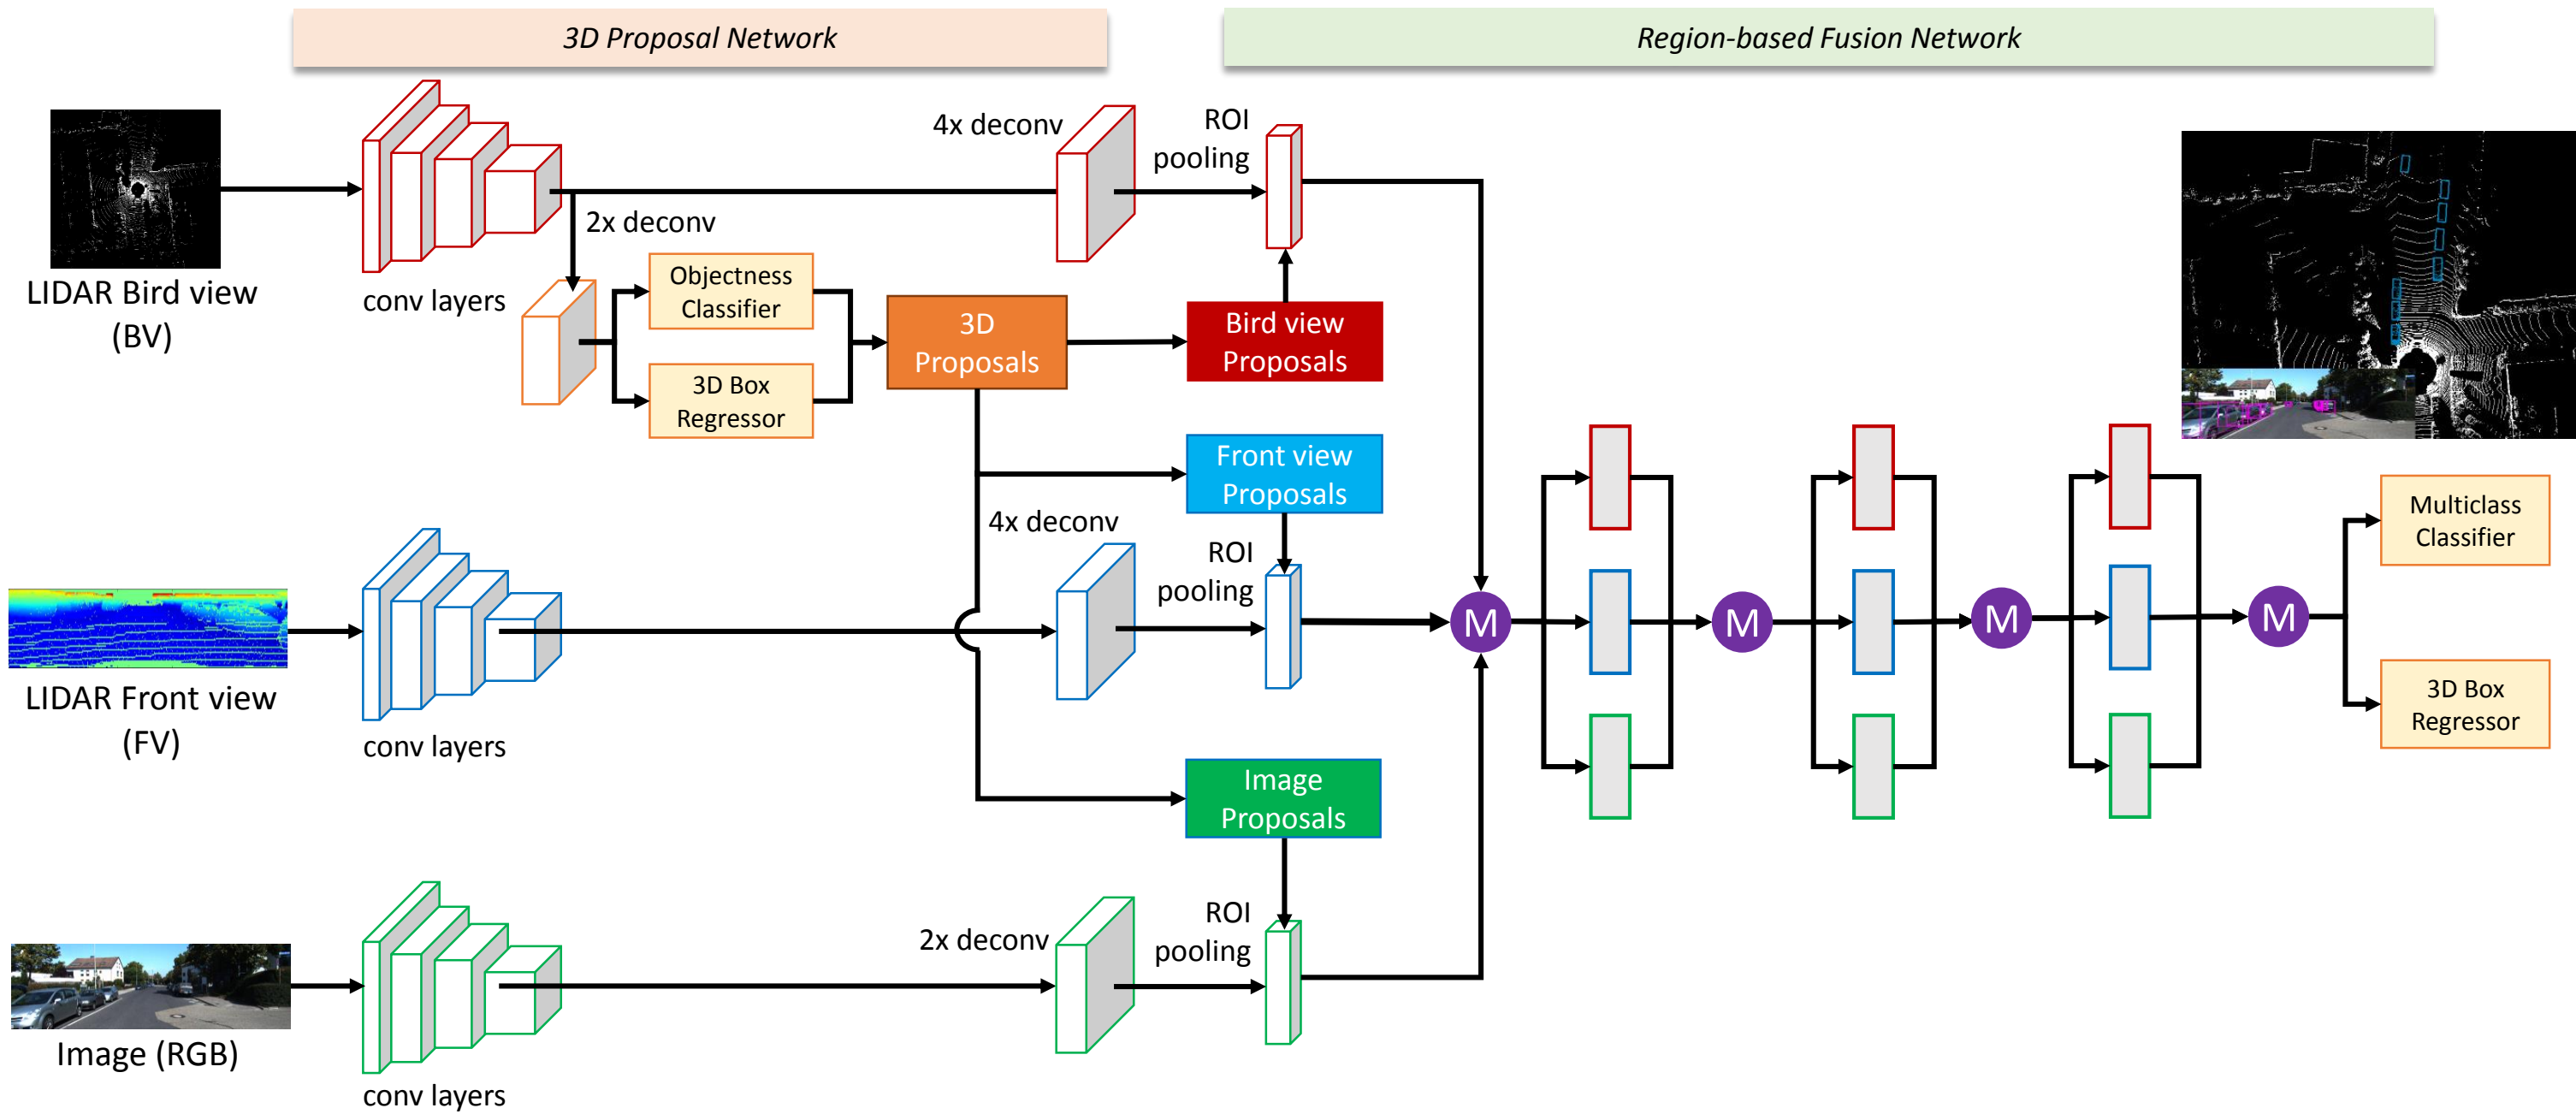 3D Proposal Network
Region-based Fusion Network
4x deconv
ROI
pooling
2x deconv
LIDAR Bird view
(BV)
conv layers
Objectness
Classifier
3D Box
Regressor
3D
Proposals
Bird view
Proposals
Front view
Proposals
4x deconv
ROI
pooling
LIDAR Front view
(FV)
conv layers
Image
Proposals
2x deconv
ROI
pooling
Image (RGB)
conv layers
M
M
M
M
Multiclass
Classifier
3D Box
Regressor